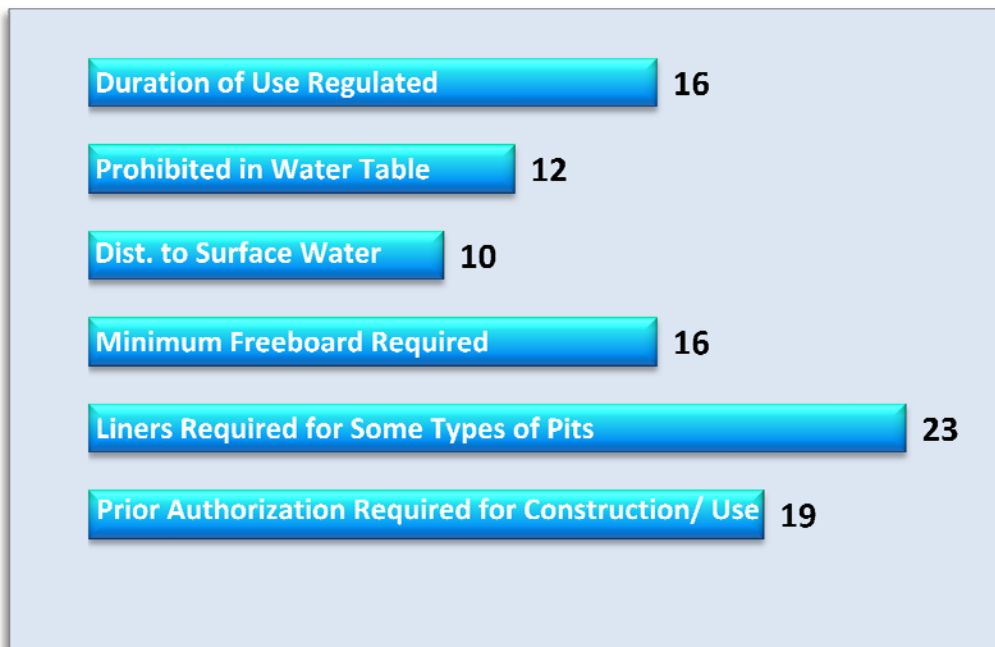 Duration of Use Regulated 16
Prohibited in Water Table 12
Dist. to Surface Water 10
Minimum Freeboard Required 16
Liners Required for Some Types of Pits 23
Prior Authorization Required for Construction/ Use 19